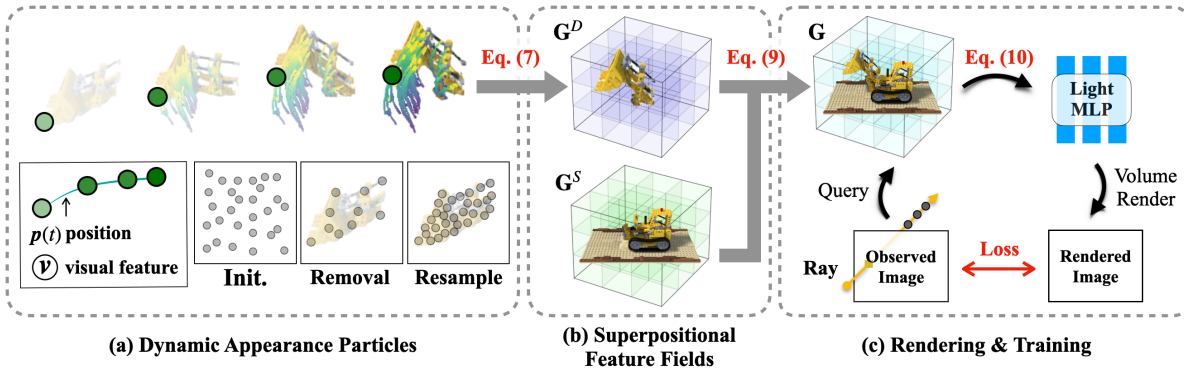 Eq. (7)
p(t) position
v visual feature
Init.
Removal
Resample
(a) Dynamic Appearance Particles
G^D
Eq. (9)
G^S
(b) Superpositional
Feature Fields
G
Eq. (10)
Light
MLP
Query
Volume
Render
Ray
Observed
Image
Loss
Rendered
Image
(c) Rendering & Training